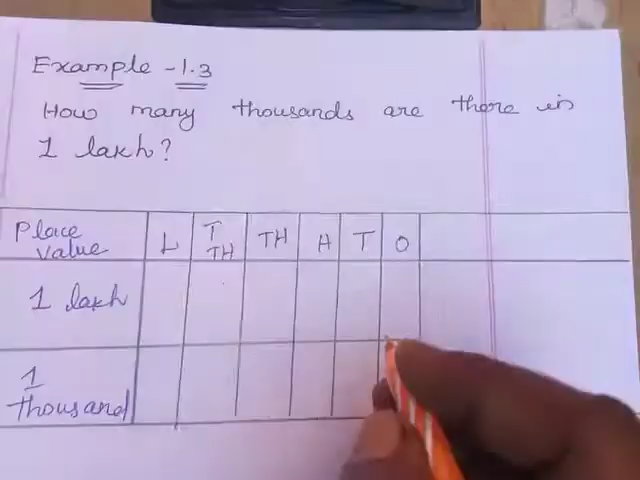 Example - 1.3
How many thousands are there in
1 lakh?
Place value L T TH TH H T O
1 lakh
1 thousand